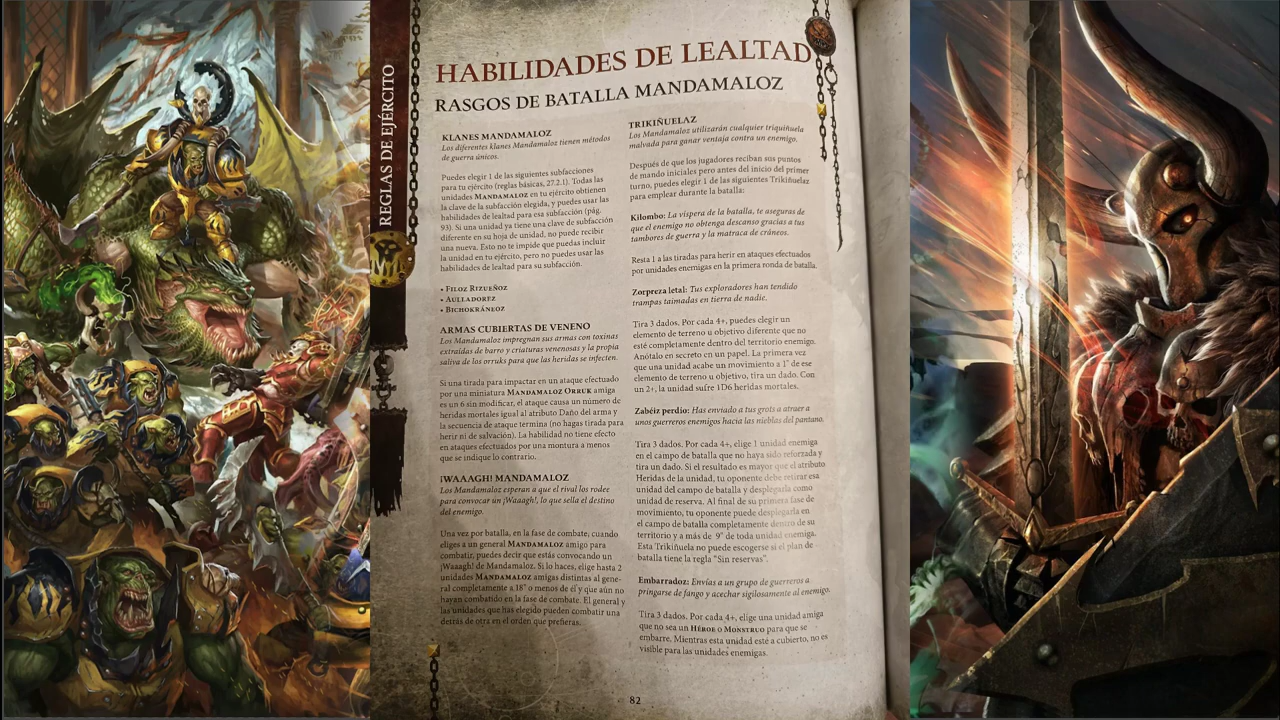 REGLAS DE EJÉRCITO
HABILIDADES DE LEALTAD
RASGOS DE BATALLA MANDAMALOZ
KLANES MANDAMALOZ
Los diferentes klanes Mandamaloz tienen métodos
de guerra únicos.
Puedes elegir 1 de las siguientes subfacciones
para tu ejército (reglas básicas, 27.2.1). Todas las
unidades MANDAMALOZ en tu ejército obtienen
la clave de la subfacción elegida, y puedes usar las
habilidades de lealtad para esa subfacción (pág.
93). Si una unidad ya tiene una clave de subfacción
diferente en su hoja de unidad, no puede recibir
una nueva. Esto no te impide que puedas incluir
la unidad en tu ejército, pero no puedes usar las
habilidades de lealtad para su subfacción.
• FILOZ RIZUEÑOZ
• AULLADOREZ
• BICHOKRÁNEOZ
ARMAS CUBIERTAS DE VENENO
Los Mandamaloz impregnan sus armas con toxinas
extraídas de barro y criaturas venenosas y la propia
saliva de los orruks para que las heridas se infecten.
Si una tirada para impactar en un ataque efectuado
por una miniatura MANDAMALOZ ORRUK amiga
es un 6 sin modificar, el ataque causa un número de
heridas mortales igual al atributo Daño del arma y
la secuencia de ataque termina (no hagas tirada para
herir ni de salvación). La habilidad no tiene efecto
en ataques efectuados por una montura a menos
que se indique lo contrario.
¡WAAAGH! MANDAMALOZ
Los Mandamaloz esperan a que el rival los rodee
para convocar un ¡Waaagh!, lo que sella el destino
del enemigo.
Una vez por batalla, en la fase de combate, cuando
eliges a un general MANDAMALOZ amigo para
combatir, puedes decir que estás convocando un
¡Waaagh! de Mandamaloz. Si lo haces, elige hasta 2
unidades MANDAMALOZ amigas distintas al gene-
ral completamente a 18" o menos de él y que aún no
hayan combatido en la fase de combate. El general y
las unidades que has elegido pueden combatir una
detrás de otra en el orden que prefieras.
TRIKIÑUELAZ
Los Mandamaloz utilizarán cualquier triquiñuela
malvada para ganar ventaja contra un enemigo.
Después de que los jugadores reciban sus puntos
de mando iniciales pero antes del inicio del primer
turno, puedes elegir 1 de las siguientes Trikiñuelaz
para emplear durante la batalla:
Kilombo: La víspera de la batalla, te aseguras de
que el enemigo no obtenga descanso gracias a tus
tambores de guerra y la matraca de cráneos.
Resta 1 a las tiradas para herir en ataques efectuados
por unidades enemigas en la primera ronda de batalla.
Zorpreza letal: Tus exploradores han tendido
trampas taimadas en tierra de nadie.
Tira 3 dados. Por cada 4+, puedes elegir un
elemento de terreno u objetivo diferente que no
esté completamente dentro del territorio enemigo.
Anótalo en secreto en un papel. La primera vez
que una unidad acabe un movimiento a 1" de ese
elemento de terreno u objetivo, tira un dado. Con
un 2+, la unidad sufre 1D6 heridas mortales.
Zabéiz perdío: Has enviado a tus grots a atraer a
unos guerreros enemigos hacia las nieblas del pantano.
Tira 3 dados. Por cada 4+, elige 1 unidad enemiga
en el campo de batalla que no haya sido reforzada y
tira un dado. Si el resultado es mayor que el atributo
Heridas de la unidad, tu oponente debe retirar esa
unidad del campo de batalla y desplegarla como
unidad de reserva. Al final de su primera fase de
movimiento, tu oponente puede desplegarla en
el campo de batalla completamente dentro de su
territorio y a más de 9" de toda unidad enemiga.
Esta Trikiñuela no puede escogerse si el plan de
batalla tiene la regla "Sin reservas".
Embarradoz: Envías a un grupo de guerreros a
pringarse de fango y acechar sigilosamente al enemigo.
Tira 3 dados. Por cada 4+, elige una unidad amiga
que no sea un HÉROE o MONSTRUO para que se
embarre. Mientras esta unidad esté a cubierto, no es
visible para las unidades enemigas.
82